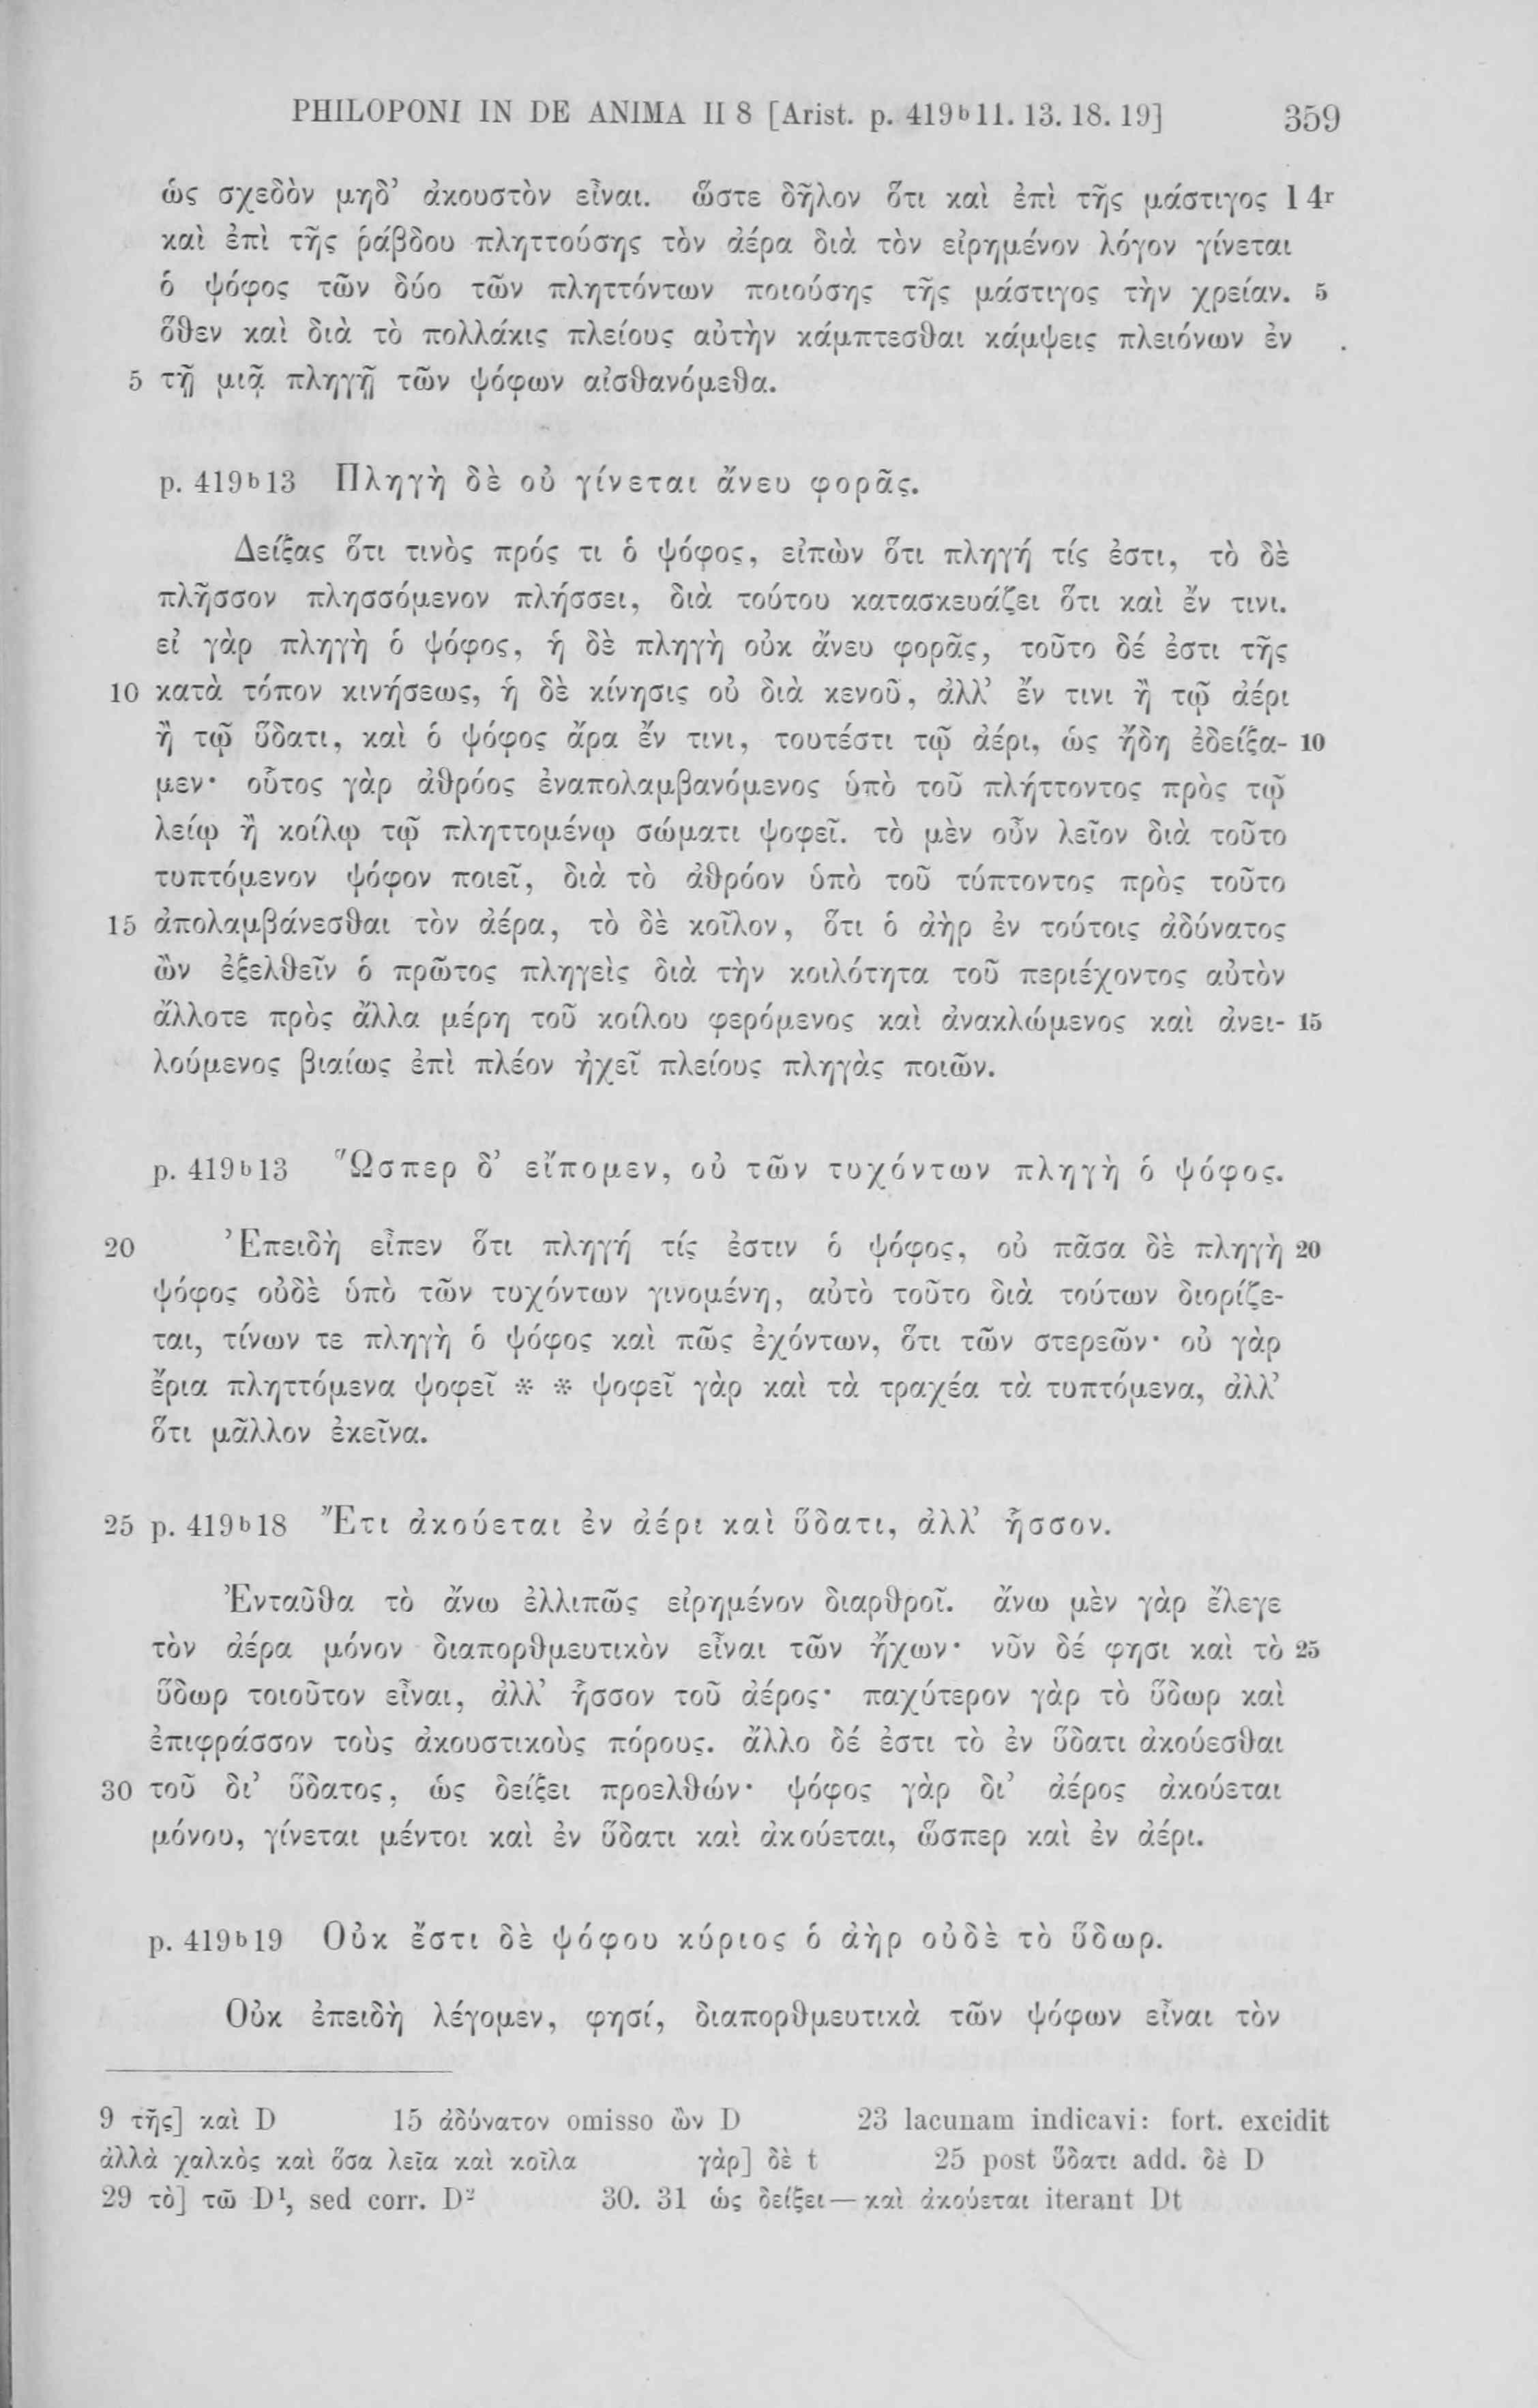 PHILOPONI IN DE ANIMA II 8 [Arist. p. 419ᵇ11. 13. 18. 19] 359
ὡς σχεδὸν μηδ’ ἀκουστὸν εἶναι. ὥστε δῆλον ὅτι καὶ ἐπὶ τῆς μάστιγος 14ʳ
καὶ ἐπὶ τῆς ῥάβδου πληττούσης τὸν ἀέρα διὰ τὸν εἰρημένον λόγον γίνεται
ὁ ψόφος τῶν δύο τῶν πληττόντων ποιούσης τῆς μάστιγος τὴν χρείαν. 5
ὅθεν καὶ διὰ τὸ πολλάκις πλείους αὐτὴν κάμπτεσθαι κάμψεις πλειόνων ἐν
5 τῇ μιᾷ πληγῇ τῶν ψόφων αἰσθανόμεθα.
p. 419ᵇ13 Πληγὴ δὲ οὐ γίνεται ἄνευ φορᾶς.
Δείξας ὅτι τινὸς πρός τι ὁ ψόφος, εἰπὼν ὅτι πληγή τίς ἐστι, τὸ δὲ
πλῆσσον πλησσόμενον πλήσσει, διὰ τούτου κατασκευάζει ὅτι καὶ ἔν τινι.
εἰ γὰρ πληγὴ ὁ ψόφος, ἡ δὲ πληγὴ οὐκ ἄνευ φορᾶς, τοῦτο δέ ἐστι τῆς
10 κατὰ τόπον κινήσεως, ἡ δὲ κίνησις οὐ διὰ κενοῦ, ἀλλ’ ἔν τινι ἢ τῷ ἀέρι
ἢ τῷ ὕδατι, καὶ ὁ ψόφος ἄρα ἔν τινι, τουτέστι τῷ ἀέρι, ὡς ἤδη ἐδείξα- 10
μεν· οὗτος γὰρ ἀθρόος ἐναπολαμβανόμενος ὑπὸ τοῦ πλήττοντος πρὸς τῷ
λείῳ ἢ κοίλῳ τῷ πληττομένῳ σώματι ψοφεῖ. τὸ μὲν οὖν λεῖον διὰ τοῦτο
τυπτόμενον ψόφον ποιεῖ, διὰ τὸ ἀθρόον ὑπὸ τοῦ τύπτοντος πρὸς τοῦτο
15 ἀπολαμβάνεσθαι τὸν ἀέρα, τὸ δὲ κοῖλον, ὅτι ὁ ἀὴρ ἐν τούτοις ἀδύνατος
ὢν ἐξελθεῖν ὁ πρῶτος πληγεὶς διὰ τὴν κοιλότητα τοῦ περιέχοντος αὐτὸν
ἄλλοτε πρὸς ἄλλα μέρη τοῦ κοίλου φερόμενος καὶ ἀνακλώμενος καὶ ἀνει- 15
λούμενος βιαίως ἐπὶ πλέον ἠχεῖ πλείους πληγὰς ποιῶν.
p. 419ᵇ13 Ὥσπερ δ’ εἴπομεν, οὐ τῶν τυχόντων πληγὴ ὁ ψόφος.
20 Ἐπειδὴ εἶπεν ὅτι πληγή τίς ἐστιν ὁ ψόφος, οὐ πᾶσα δὲ πληγὴ 20
ψόφος οὐδὲ ὑπὸ τῶν τυχόντων γινομένη, αὐτὸ τοῦτο διὰ τούτων διορίζε-
ται, τίνων τε πληγὴ ὁ ψόφος καὶ πῶς ἐχόντων, ὅτι τῶν στερεῶν· οὐ γὰρ
ἔρια πληττόμενα ψοφεῖ * * ψοφεῖ γὰρ καὶ τὰ τραχέα τὰ τυπτόμενα, ἀλλ’
ὅτι μᾶλλον ἐκεῖνα.
25 p. 419ᵇ18 Ἔτι ἀκούεται ἐν ἀέρι καὶ ὕδατι, ἀλλ’ ἧσσον.
Ἐνταῦθα τὸ ἄνω ἐλλιπῶς εἰρημένον διαρθροῖ. ἄνω μὲν γὰρ ἔλεγε
τὸν ἀέρα μόνον διαπορθμευτικὸν εἶναι τῶν ἤχων· νῦν δέ φησι καὶ τὸ 25
ὕδωρ τοιοῦτον εἶναι, ἀλλ’ ἧσσον τοῦ ἀέρος· παχύτερον γὰρ τὸ ὕδωρ καὶ
ἐπιφράσσον τοὺς ἀκουστικοὺς πόρους. ἄλλο δέ ἐστι τὸ ἐν ὕδατι ἀκούεσθαι
30 τοῦ δι’ ὕδατος, ὡς δείξει προελθών· ψόφος γὰρ δι’ ἀέρος ἀκούεται
μόνου, γίνεται μέντοι καὶ ἐν ὕδατι καὶ ἀκούεται, ὥσπερ καὶ ἐν ἀέρι.
p. 419ᵇ19 Οὐκ ἔστι δὲ ψόφου κύριος ὁ ἀὴρ οὐδὲ τὸ ὕδωρ.
Οὐκ ἐπειδὴ λέγομεν, φησί, διαπορθμευτικὰ τῶν ψόφων εἶναι τὸν
9 τῆς] καὶ D 15 ἀδύνατον omisso ὢν D 23 lacunam indicavi: fort. excidit
ἀλλὰ χαλκὸς καὶ ὅσα λεῖα καὶ κοῖλα γὰρ] δὲ t 25 post ὕδατι add. δὲ D
29 τὸ] τῶ D¹, sed corr. D² 30. 31 ὡς δείξει — καὶ ἀκούεται iterant Dt